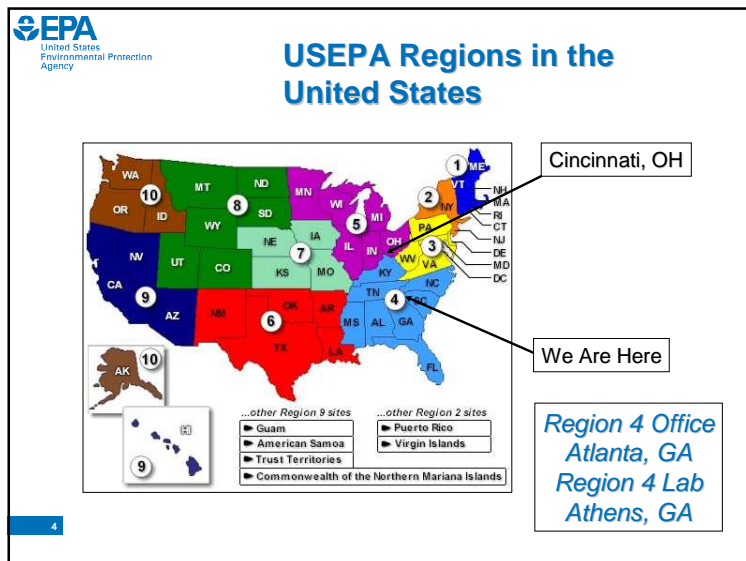 EPA
United States
Environmental Protection
Agency
USEPA Regions in the
United States
Cincinnati, OH
1
ME
WA
VT
NH
MT
ND
MN
10
MA
2
8
WI
OR
ID
NY
RI
SD
5
MI
CT
WY
PA
NJ
IA
NE
OH
3
DE
NV
7
IL
IN
WV
MD
UT
CO
VA
DC
KS
MO
KY
CA
NC
9
TN
4
SC
OK
AZ
NM
AR
6
MS
AL
GA
TX
LA
We Are Here
10
AK
FL
HI
...other Region 9 sites
...other Region 2 sites
Guam
Puerto Rico
American Samoa
Virgin Islands
Trust Territories
9
Commonwealth of the Northern Mariana Islands
Region 4 Office
Atlanta, GA
Region 4 Lab
Athens, GA
4